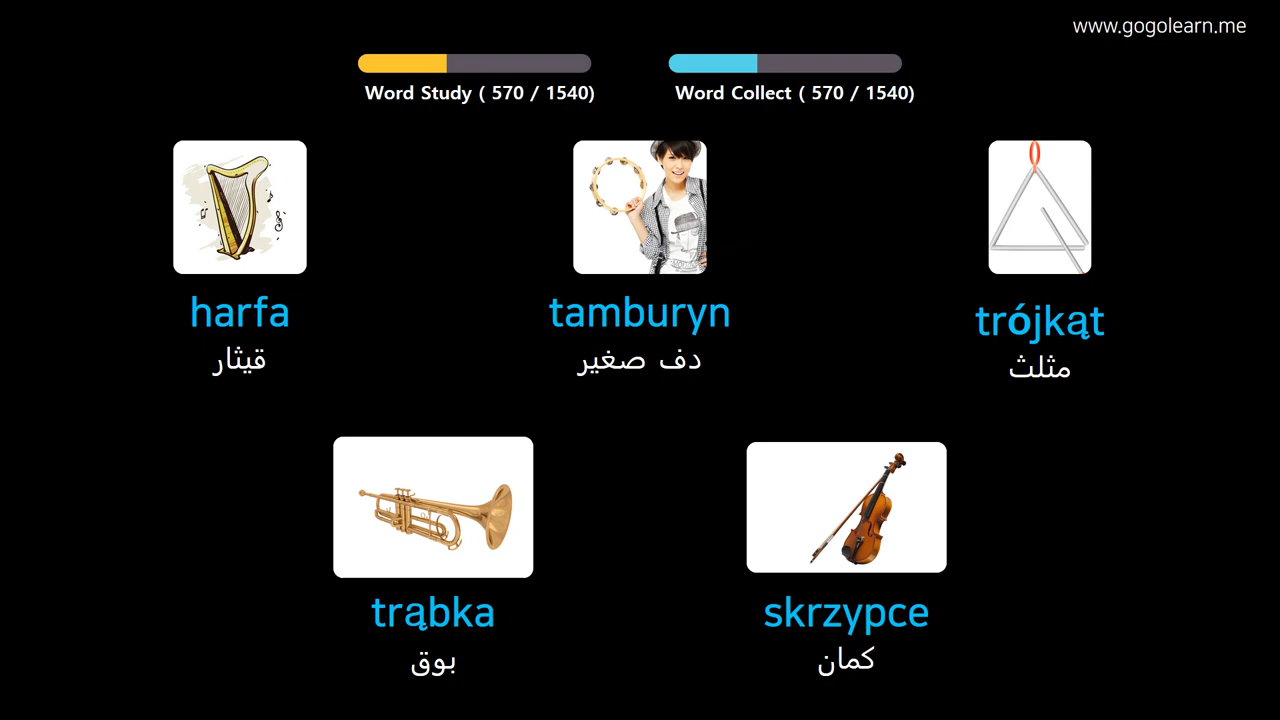 www.gogolearn.me
Word Study ( 570 / 1540)
Word Collect ( 570 / 1540)
harfa
قيثار
tamburyn
دف صغير
trójkąt
مثلث
trąbka
بوق
skrzypce
كمان